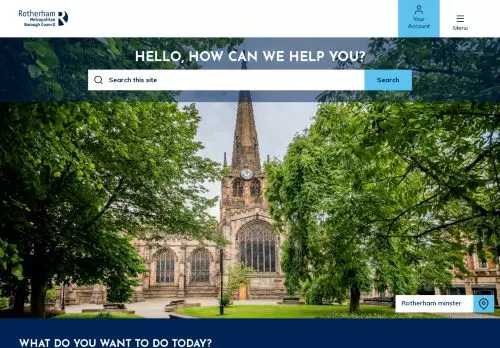 Rotherham
Metropolitan
Borough Council
Your
Account
Menu
HELLO, HOW CAN WE HELP YOU?
Search this site
Search
Rotherham minster
WHAT DO YOU WANT TO DO TODAY?